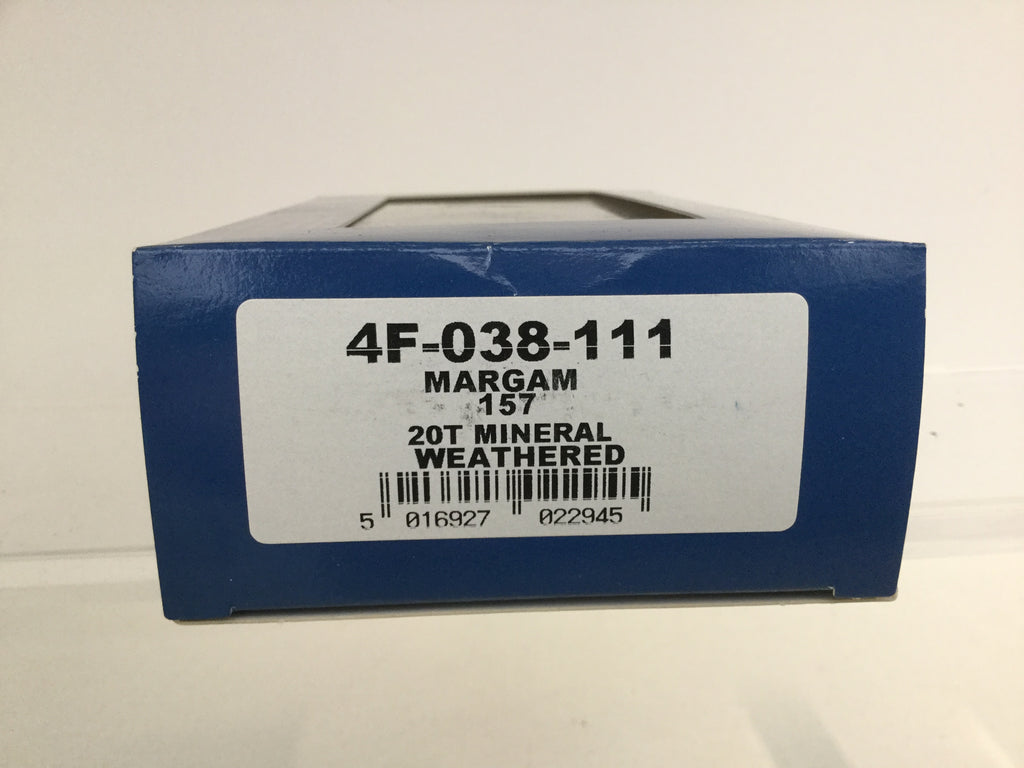 4F-038-111
MARGAM
157
20T MINERAL
WEATHERED
5 016927 022945